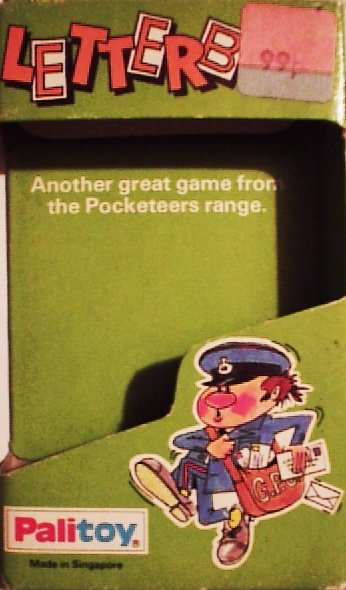 LETTERB
99p
Another great game from
the Pocketeers range.
G.P.O.
Palitoy®
Made in Singapore